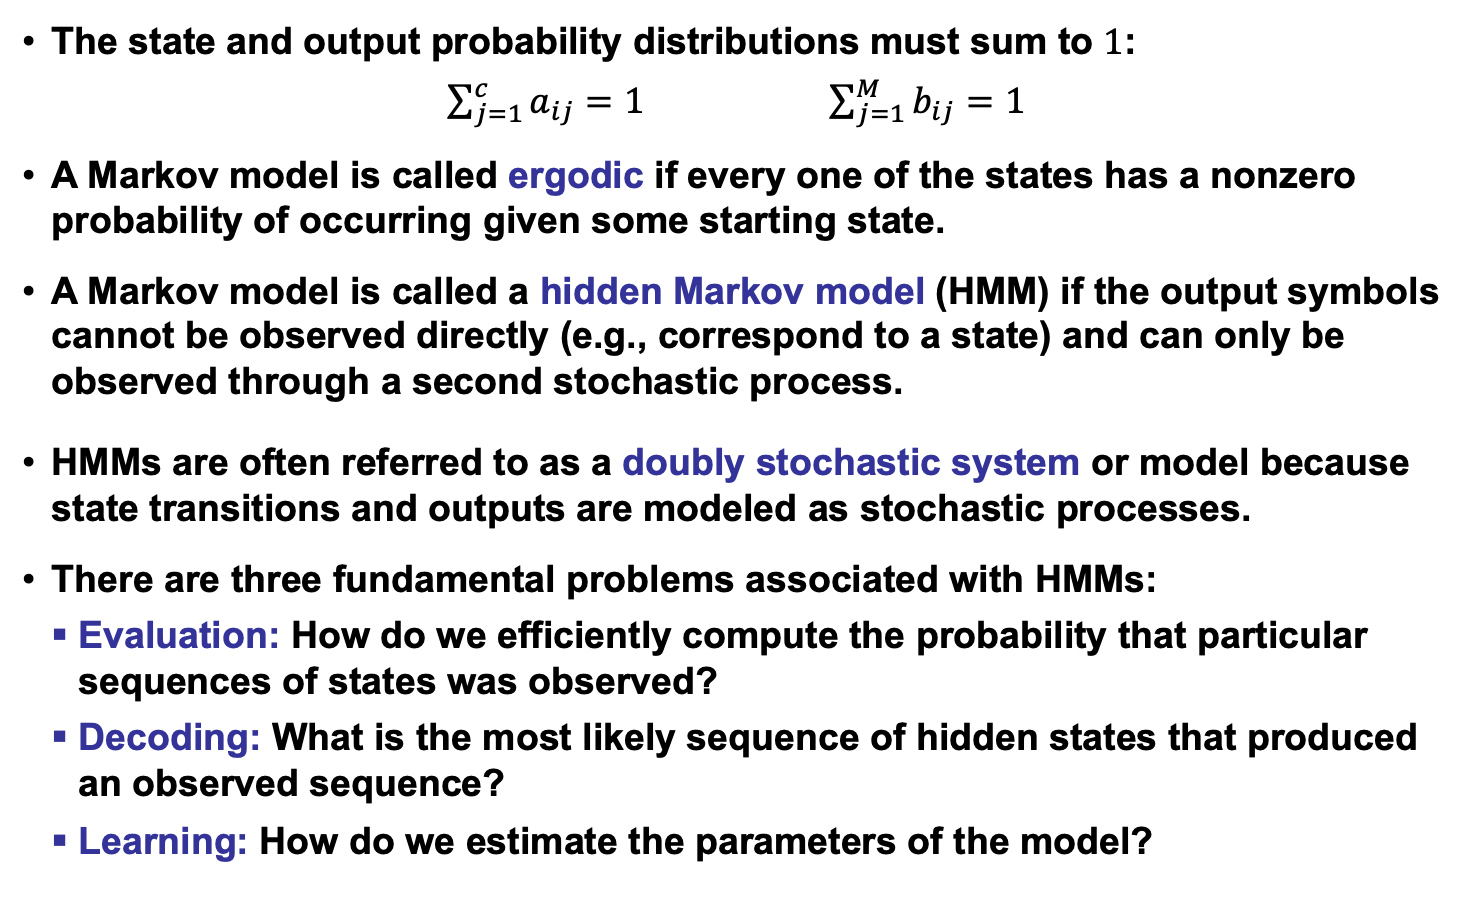 • The state and output probability distributions must sum to 1:
∑_{j=1}^{c} a_{ij} = 1    ∑_{j=1}^{M} b_{ij} = 1
• A Markov model is called ergodic if every one of the states has a nonzero
probability of occurring given some starting state.
• A Markov model is called a hidden Markov model (HMM) if the output symbols
cannot be observed directly (e.g., correspond to a state) and can only be
observed through a second stochastic process.
• HMMs are often referred to as a doubly stochastic system or model because
state transitions and outputs are modeled as stochastic processes.
• There are three fundamental problems associated with HMMs:
▪ Evaluation: How do we efficiently compute the probability that particular
sequences of states was observed?
▪ Decoding: What is the most likely sequence of hidden states that produced
an observed sequence?
▪ Learning: How do we estimate the parameters of the model?